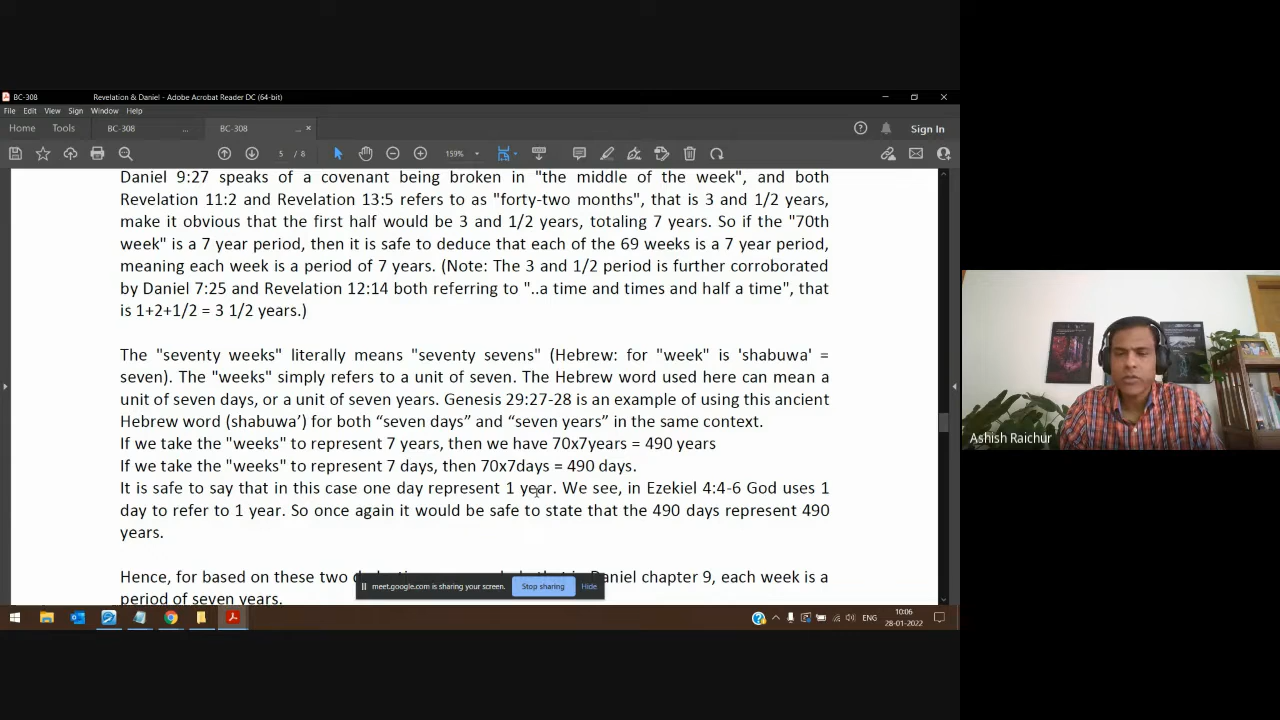 BC-308 Revelation & Daniel - Adobe Acrobat Reader DC (64-bit)
File Edit View Sign Window Help
Home Tools BC-308 ... BC-308 ... × Sign In
5 / 8 159%
Daniel 9:27 speaks of a covenant being broken in "the middle of the week", and both
Revelation 11:2 and Revelation 13:5 refers to as "forty-two months", that is 3 and 1/2 years,
make it obvious that the first half would be 3 and 1/2 years, totaling 7 years. So if the "70th
week" is a 7 year period, then it is safe to deduce that each of the 69 weeks is a 7 year period,
meaning each week is a period of 7 years. (Note: The 3 and 1/2 period is further corroborated
by Daniel 7:25 and Revelation 12:14 both referring to "..a time and times and half a time", that
is 1+2+1/2 = 3 1/2 years.)
The "seventy weeks" literally means "seventy sevens" (Hebrew: for "week" is 'shabuwa' =
seven). The "weeks" simply refers to a unit of seven. The Hebrew word used here can mean a
unit of seven days, or a unit of seven years. Genesis 29:27-28 is an example of using this ancient
Hebrew word (shabuwa’) for both “seven days” and “seven years” in the same context.
If we take the "weeks" to represent 7 years, then we have 70x7years = 490 years
If we take the "weeks" to represent 7 days, then 70x7days = 490 days.
It is safe to say that in this case one day represent 1 year. We see, in Ezekiel 4:4-6 God uses 1
day to refer to 1 year. So once again it would be safe to state that the 490 days represent 490
years.
Hence, for based on these two Daniel chapter 9, each week is a
period of seven years.
meet.google.com is sharing your screen. Stop sharing Hide
Ashish Raichur
ENG 10:06
28-01-2022